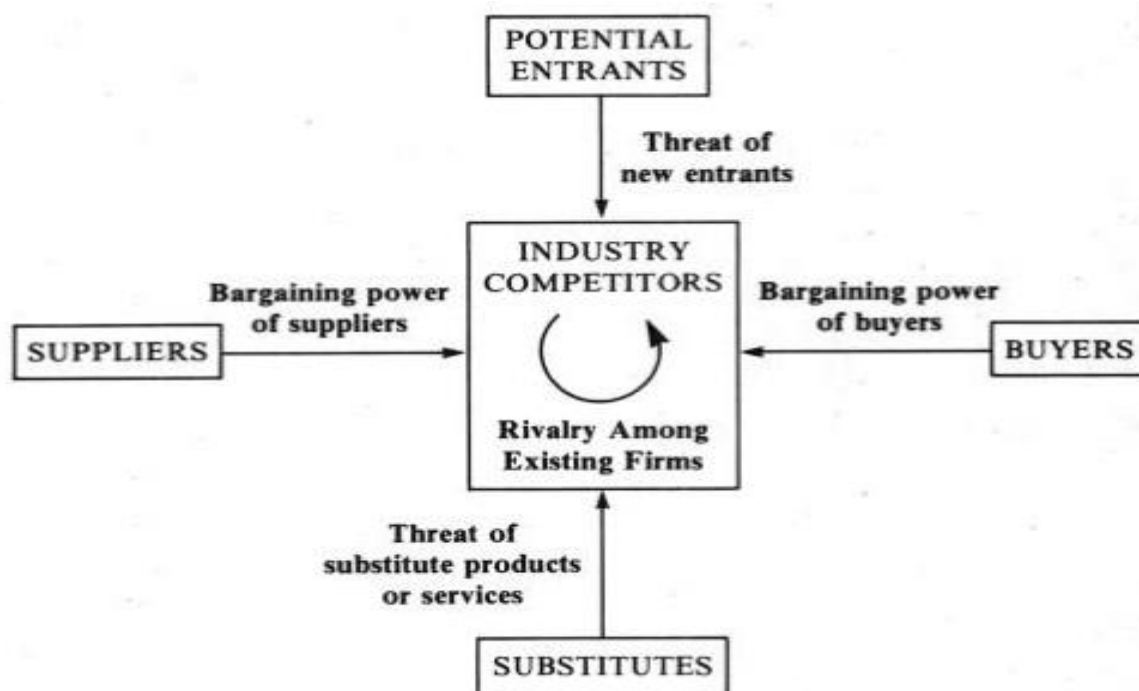 POTENTIAL
ENTRANTS
Threat of
new entrants
INDUSTRY
COMPETITORS
Bargaining power
of suppliers
Bargaining power
of buyers
SUPPLIERS
BUYERS
Rivalry Among
Existing Firms
Threat of
substitute products
or services
SUBSTITUTES